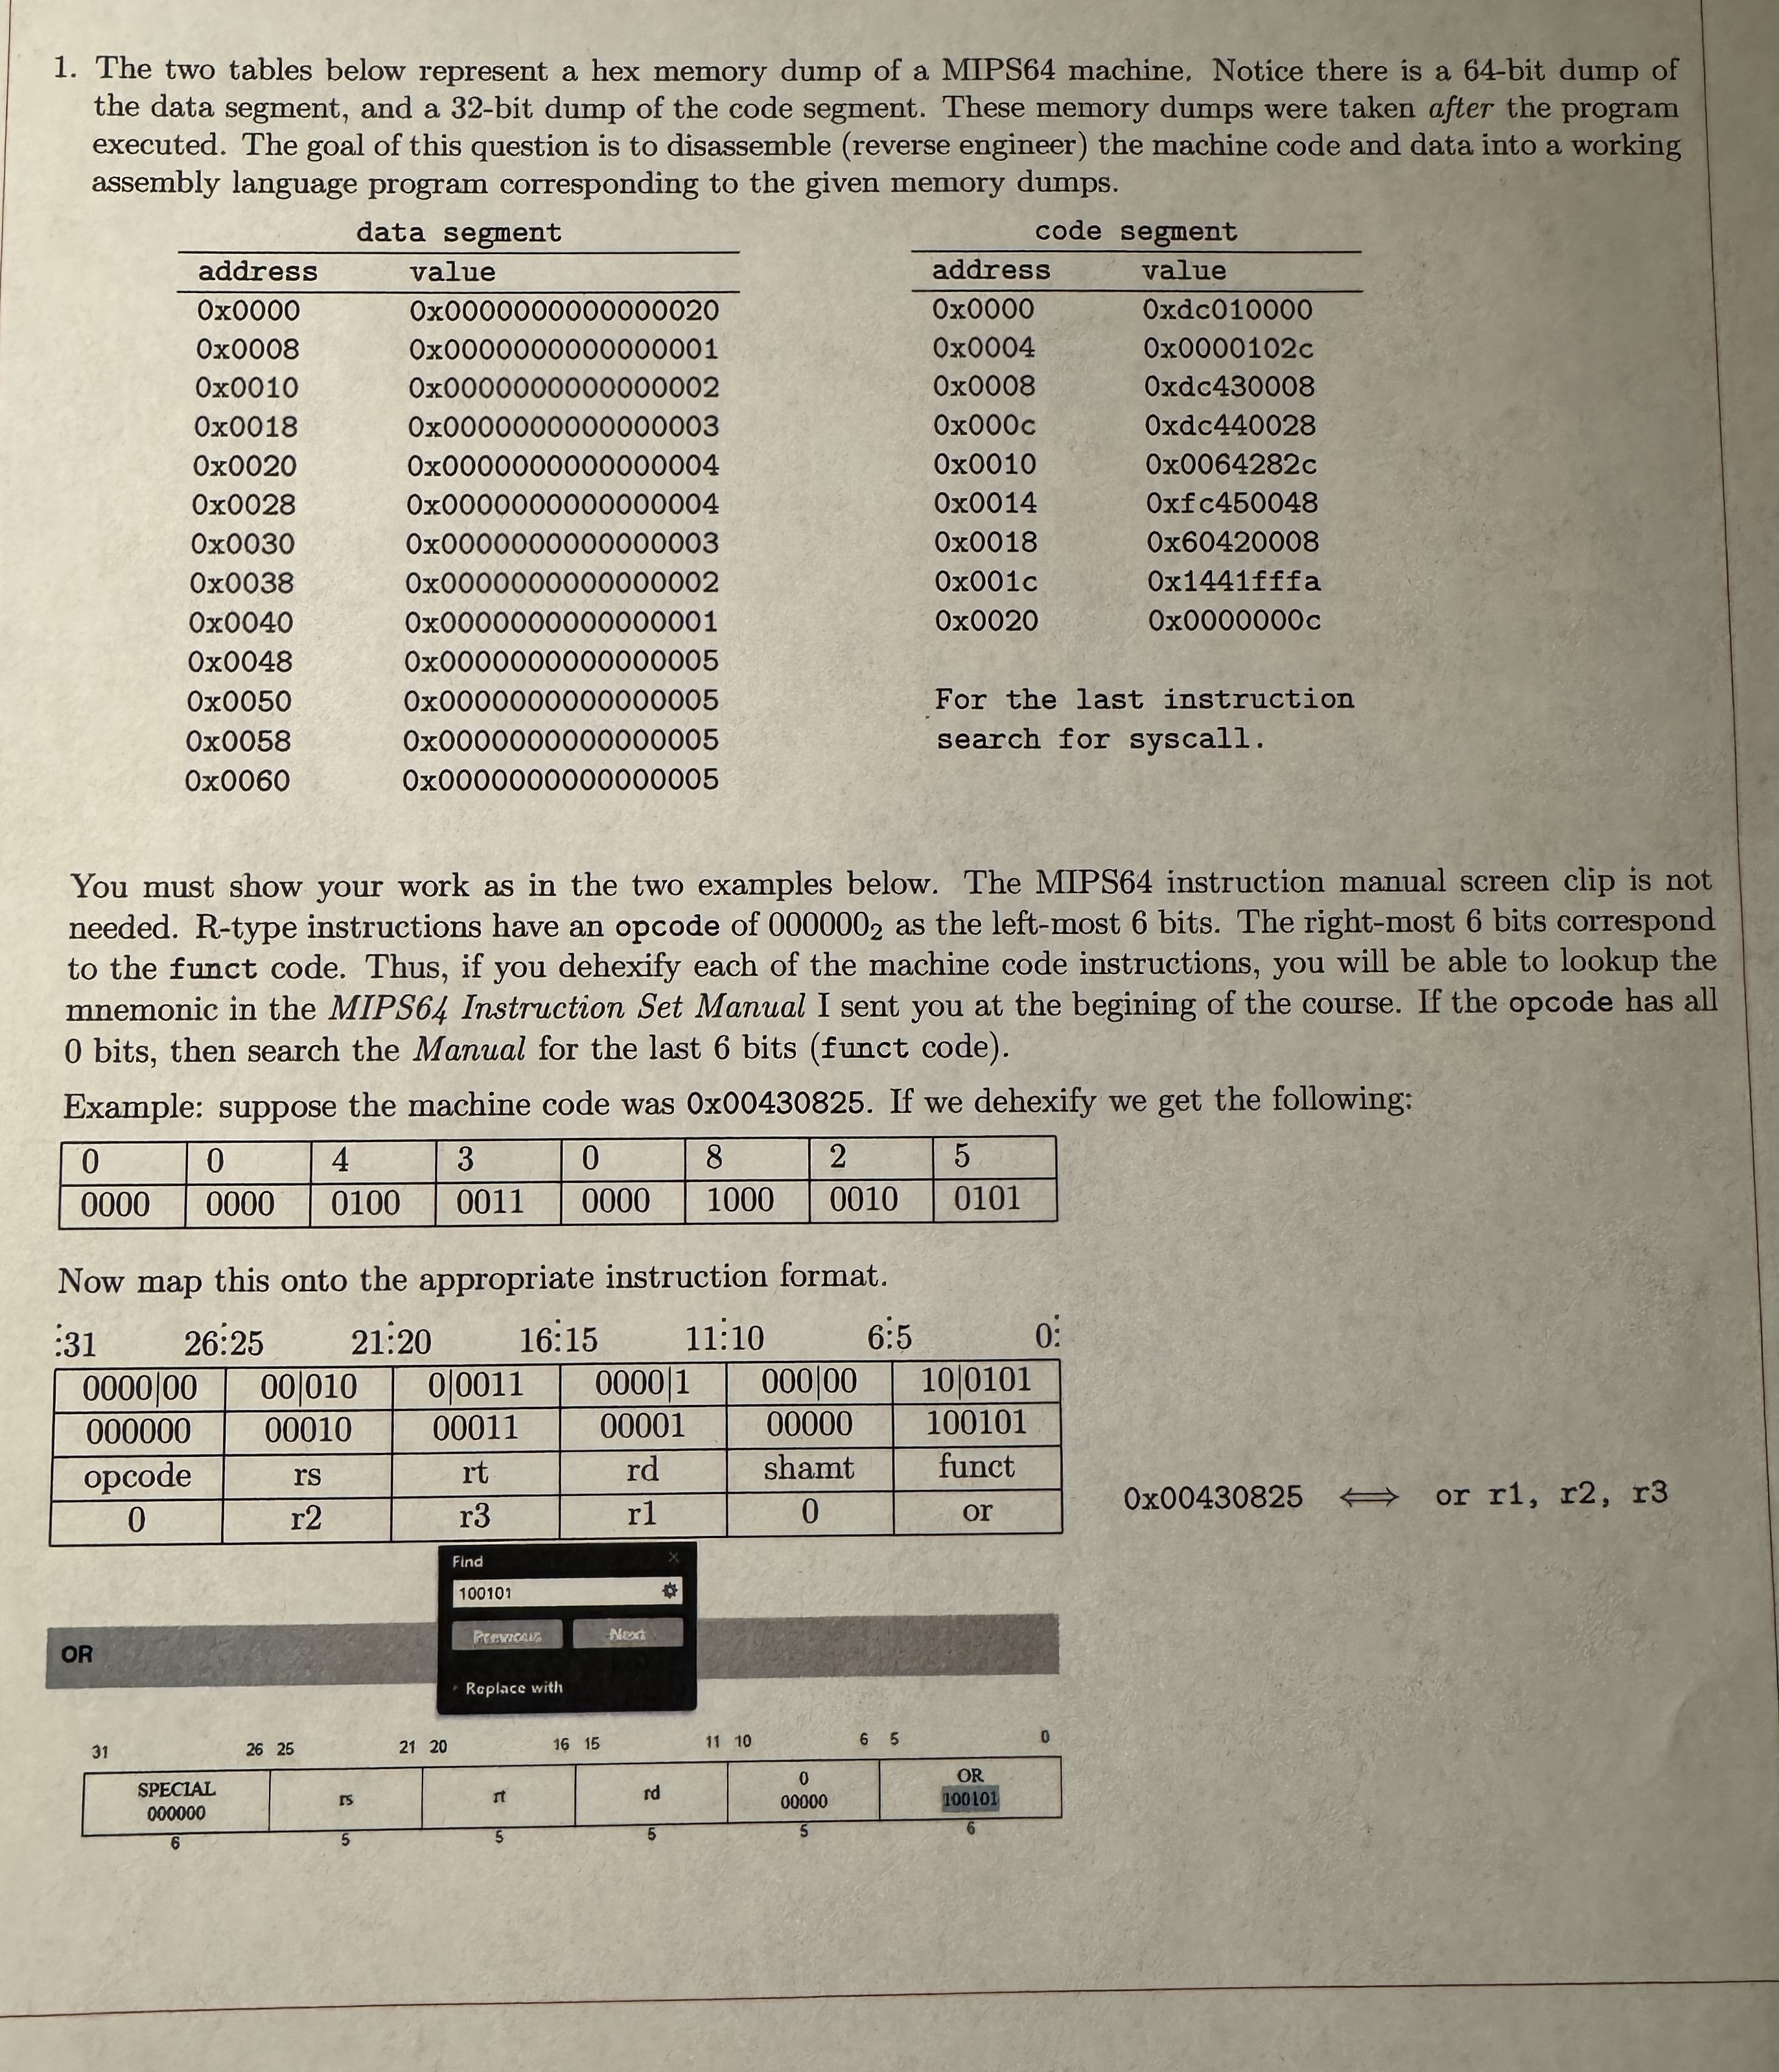 1. The two tables below represent a hex memory dump of a MIPS64 machine. Notice there is a 64-bit dump of
the data segment, and a 32-bit dump of the code segment. These memory dumps were taken after the program
executed. The goal of this question is to disassemble (reverse engineer) the machine code and data into a working
assembly language program corresponding to the given memory dumps.
data segment
address value
0x0000 0x0000000000000020
0x0008 0x0000000000000001
0x0010 0x0000000000000002
0x0018 0x0000000000000003
0x0020 0x0000000000000004
0x0028 0x0000000000000004
0x0030 0x0000000000000003
0x0038 0x0000000000000002
0x0040 0x0000000000000001
0x0048 0x0000000000000005
0x0050 0x0000000000000005
0x0058 0x0000000000000005
0x0060 0x0000000000000005
code segment
address value
0x0000 0xdc010000
0x0004 0x0000102c
0x0008 0xdc430008
0x000c 0xdc440028
0x0010 0x0064282c
0x0014 0xfc450048
0x0018 0x60420008
0x001c 0x1441fffa
0x0020 0x0000000c
For the last instruction
search for syscall.
You must show your work as in the two examples below. The MIPS64 instruction manual screen clip is not
needed. R-type instructions have an opcode of 000000₂ as the left-most 6 bits. The right-most 6 bits correspond
to the funct code. Thus, if you dehexify each of the machine code instructions, you will be able to lookup the
mnemonic in the MIPS64 Instruction Set Manual I sent you at the begining of the course. If the opcode has all
0 bits, then search the Manual for the last 6 bits (funct code).
Example: suppose the machine code was 0x00430825. If we dehexify we get the following:
0 0 4 3 0 8 2 5
0000 0000 0100 0011 0000 1000 0010 0101
Now map this onto the appropriate instruction format.
:31 26:25 21:20 16:15 11:10 6:5 0:
0000|00 00|010 0|0011 0000|1 000|00 10|0101
000000 00010 00011 00001 00000 100101
opcode rs rt rd shamt funct
0 r2 r3 r1 0 or
0x00430825 ⟺ or r1, r2, r3
Find
100101
Previous Next
Replace with
OR
31 26 25 21 20 16 15 11 10 6 5 0
SPECIAL 0 OR
000000 rs rt rd 00000 100101
6 5 5 5 5 6